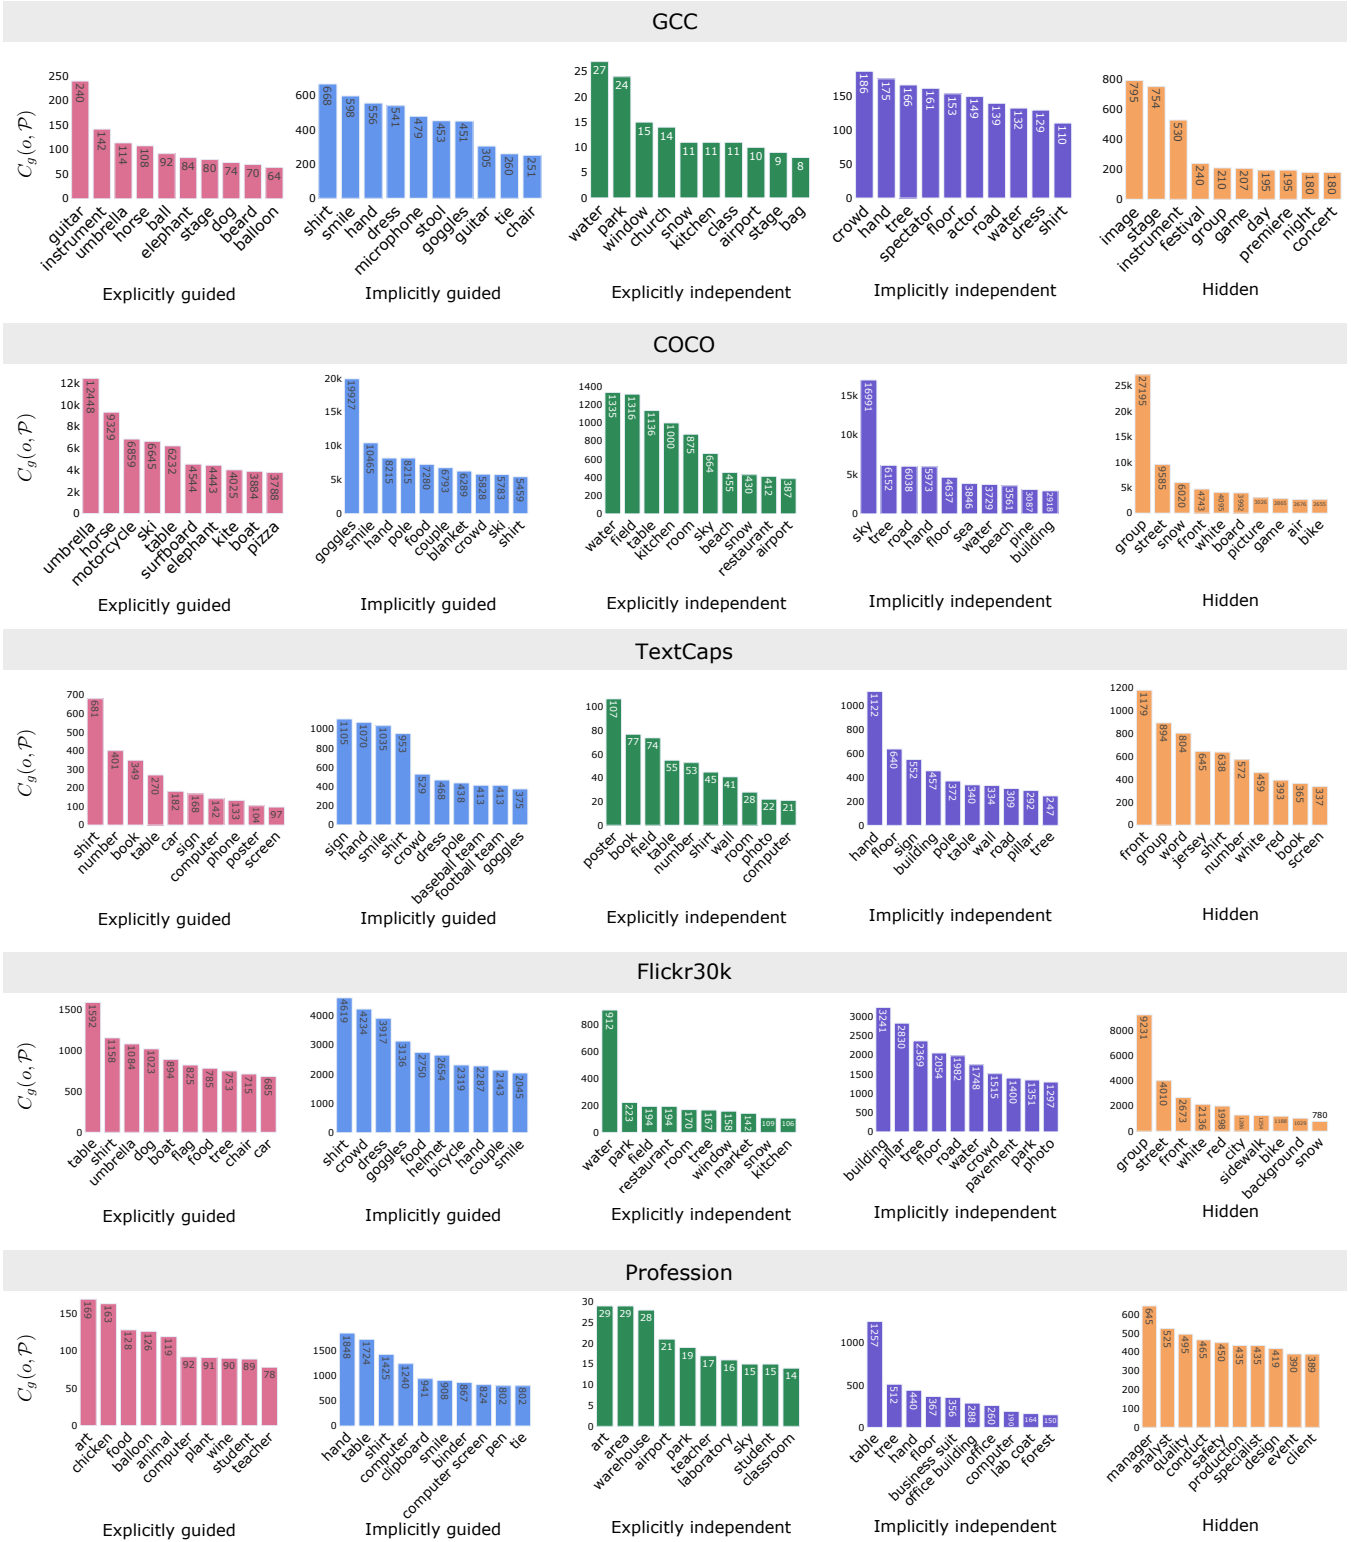 GCC
C_g(o, P)
250 200 150 100 50 0
240 142 114 108 92 84 80 74 70 64
guitar instrument umbrella horse ball elephant stage dog beard balloon
Explicitly guided
600 400 200 0
668 598 556 541 479 453 451 305 260 251
shirt smile hand dress microphone stool goggles guitar tie chair
Implicitly guided
25 20 15 10 5 0
27 24 15 14 11 11 11 10 9 8
water park window church snow kitchen class airport stage bag
Explicitly independent
150 100 50 0
186 175 166 161 153 149 139 132 129 110
crowd hand tree spectator floor actor road water dress shirt
Implicitly independent
800 600 400 200 0
795 754 530 240 210 207 195 195 180 180
image stage instrument festival group game day premiere night concert
Hidden
COCO
C_g(o, P)
12k 10k 8k 6k 4k 2k 0
12448 9329 6859 6645 6232 4544 4443 4025 3884 3788
umbrella horse motorcycle ski table surfboard elephant kite boat pizza
Explicitly guided
20k 15k 10k 5k 0
19927 10465 8215 8215 7280 6793 6289 5828 5783 5459
goggles smile hand pole food couple blanket crowd ski shirt
Implicitly guided
1400 1200 1000 800 600 400 200 0
1335 1316 1136 1000 875 664 455 430 412 387
water field table kitchen room sky beach snow restaurant airport
Explicitly independent
15k 10k 5k 0
16991 6152 6038 5973 4637 3846 3729 3561 3087 2918
sky tree road hand floor sea water beach pine building
Implicitly independent
25k 20k 15k 10k 5k 0
27195 9585 6020 4743 4095 3992
group street snow front white board picture game air bike
Hidden
TextCaps
C_g(o, P)
700 600 500 400 300 200 100 0
681 401 349 270 182 168 142 133 104 97
shirt number book table car sign computer phone poster screen
Explicitly guided
1000 800 600 400 200 0
1105 1070 1035 953 529 468 438 413 413 375
sign hand smile shirt crowd dress pole baseball team football team goggles
Implicitly guided
100 80 60 40 20 0
107 77 74 55 53 45 41 28 22 21
poster book field table number shirt wall room photo computer
Explicitly independent
1000 800 600 400 200 0
1122 640 552 457 372 340 334 309 292 247
hand floor sign building pole table wall road pillar tree
Implicitly independent
1200 1000 800 600 400 200 0
1179 894 804 645 638 572 459 393 365 337
front group word jersey shirt number white red book screen
Hidden
Flickr30k
C_g(o, P)
1500 1000 500 0
1592 1158 1084 1023 894 825 785 753 715 685
table shirt umbrella dog boat flag food tree chair car
Explicitly guided
4000 3000 2000 1000 0
4619 4234 3917 3136 2750 2654 2319 2287 2143 2045
shirt crowd dress goggles food helmet bicycle hand couple smile
Implicitly guided
800 600 400 200 0
912 223 194 194 170 167 158 142 109 106
water park field restaurant room tree window market snow kitchen
Explicitly independent
3000 2500 2000 1500 1000 500 0
3241 2830 2369 2054 1982 1748 1515 1400 1351 1297
building pillar tree floor road water crowd pavement park photo
Implicitly independent
8000 6000 4000 2000 0
9231 4010 2673 2136 1998 780
group street front white red city sidewalk bike background snow
Hidden
Profession
C_g(o, P)
150 100 50 0
169 163 128 126 119 92 91 90 89 78
art chicken food balloon animal computer plant wine student teacher
Explicitly guided
1500 1000 500 0
1848 1724 1425 1240 941 908 867 824 802 802
hand table shirt computer clipboard smile binder computer screen pen tie
Implicitly guided
30 25 20 15 10 5 0
29 29 28 21 19 17 16 15 15 14
art area warehouse airport park teacher laboratory sky student classroom
Explicitly independent
1000 500 0
1257 512 440 367 356 288 260 190 164 150
table tree hand floor business suit office building office computer lab coat forest
Implicitly independent
600 500 400 300 200 100 0
645 525 495 465 450 435 435 419 390 389
manager analyst quality conduct safety production specialist design event client
Hidden